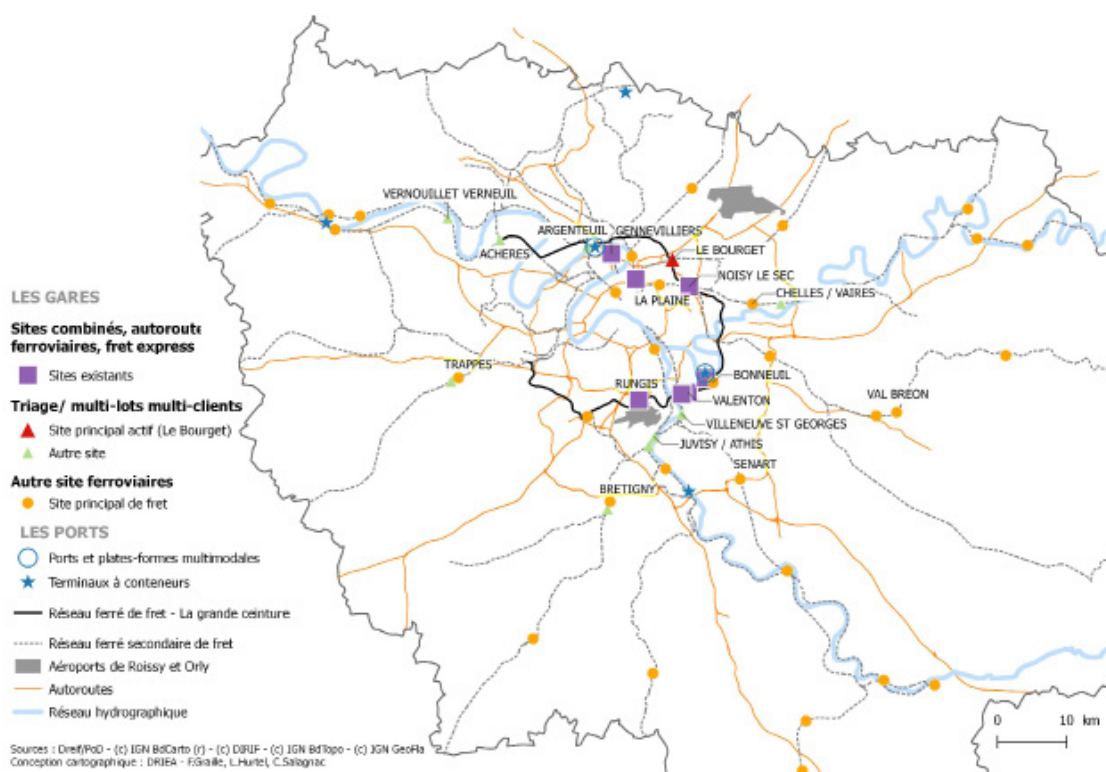 VERNOUILLET VERNEUIL
ARGENTEUIL
GENNEVILLIERS
ACHERES
LE BOURGET
NOISY LE SEC
LA PLAINE
CHELLES / VAIRES
TRAPPES
RUNGIS
BONNEUIL
VALENTON
VAL BREON
VILLENEUVE ST GEORGES
JUVISY / ATHIS
SENART
BRETIGNY
LES GARES
Sites combinés, autoroute
ferroviaires, fret express
Sites existants
Triage/ multi-lots multi-clients
Site principal actif (Le Bourget)
Autre site
Autre site ferroviaires
Site principal de fret
LES PORTS
Ports et plates-formes multimodales
Terminaux à conteneurs
Réseau ferré de fret - La grande ceinture
Réseau ferré secondaire de fret
Aéroports de Roissy et Orly
Autoroutes
Réseau hydrographique
0 10 km
Sources : Dreif/PoD - (c) IGN BdCarto (r) - (c) DIRIF - (c) IGN BdTopo - (c) IGN GeoFla
Conception cartographique : DRIEA - F.Graille, L.Hurtel, C.Salagnac